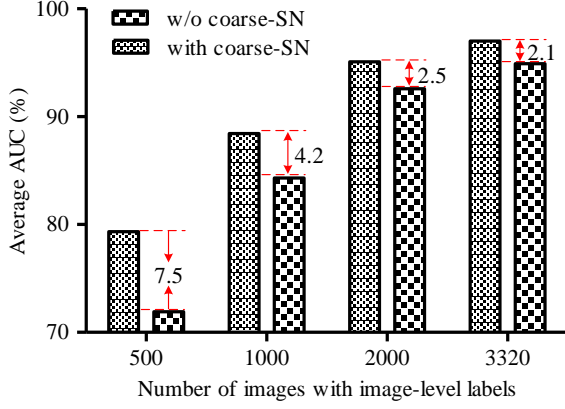 100
w/o coarse-SN
with coarse-SN
2.1
2.5
90
4.2
Average AUC (%)
80
7.5
70
500 1000 2000 3320
Number of images with image-level labels